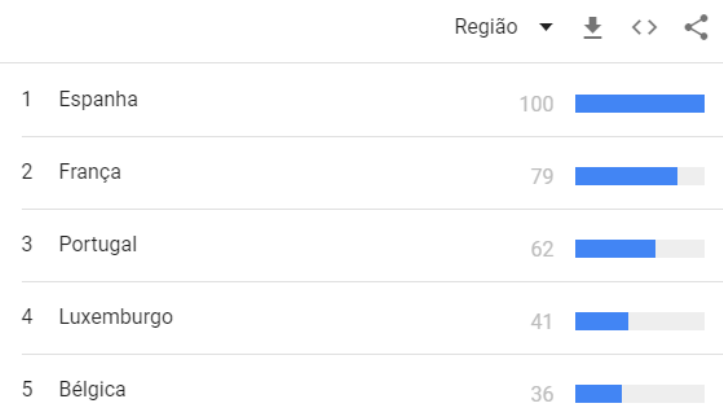 Região
1 Espanha 100
2 França 79
3 Portugal 62
4 Luxemburgo 41
5 Bélgica 36